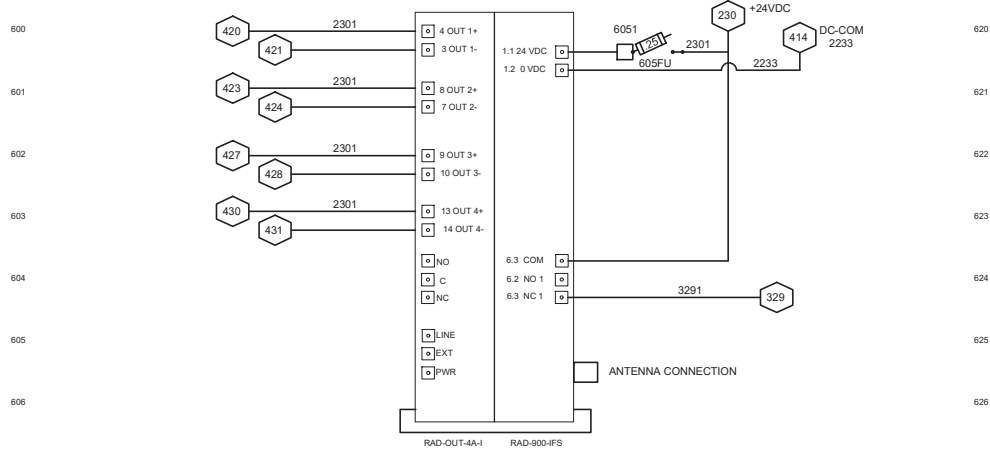 600
420
2301
4 OUT 1+
421
3 OUT 1-
6051
.25
2301
230
+24VDC
414
DC-COM
2233
620
1.1 24 VDC
605FU
2233
1.2 0 VDC
601
423
2301
8 OUT 2+
424
7 OUT 2-
621
602
427
2301
9 OUT 3+
428
10 OUT 3-
622
603
430
2301
13 OUT 4+
431
14 OUT 4-
623
NO
6.3 COM
604
C
6.2 NO 1
624
NC
6.3 NC 1
3291
329
605
LINE
625
EXT
PWR
ANTENNA CONNECTION
606
626
RAD-OUT-4A-I
RAD-900-IFS